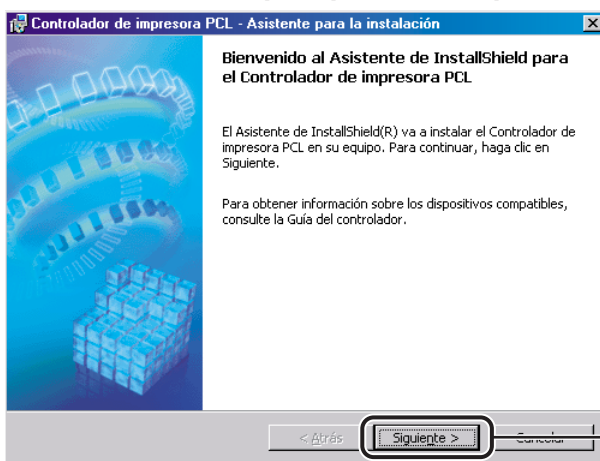 Controlador de impresora PCL - Asistente para la instalación
Bienvenido al Asistente de InstallShield para
el Controlador de impresora PCL
El Asistente de InstallShield(R) va a instalar el Controlador de
impresora PCL en su equipo. Para continuar, haga clic en
Siguiente.
Para obtener información sobre los dispositivos compatibles,
consulte la Guía del controlador.
< Atrás
Siguiente >
Cancelar